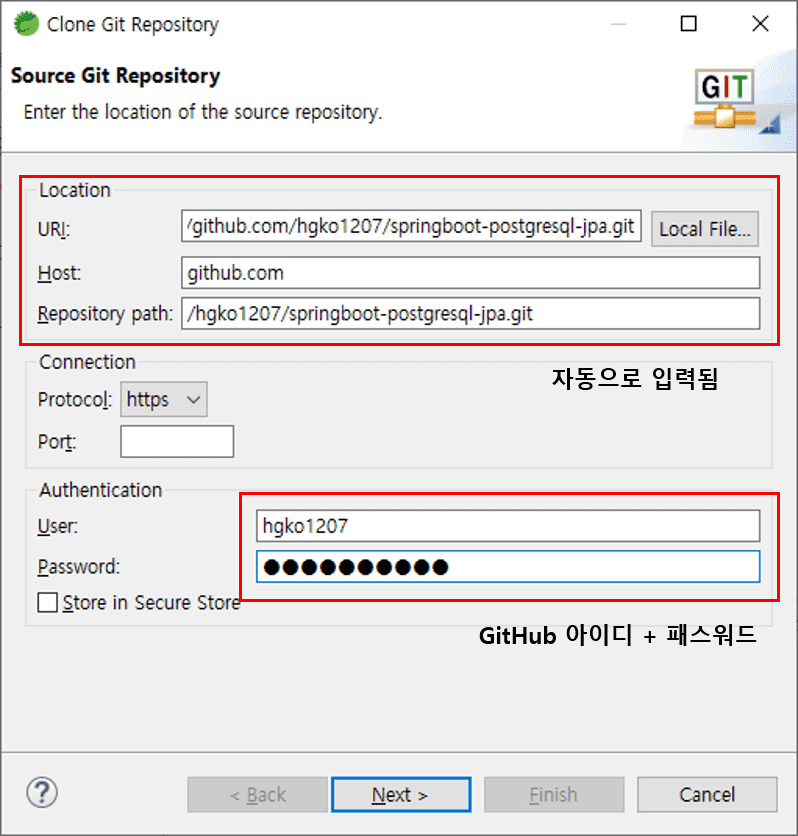 Clone Git Repository
Source Git Repository
Enter the location of the source repository.
GIT
Location
URI: /github.com/hgko1207/springboot-postgresql-jpa.git Local File...
Host: github.com
Repository path: /hgko1207/springboot-postgresql-jpa.git
Connection
자동으로 입력됨
Protocol: https
Port:
Authentication
User: hgko1207
Password: ●●●●●●●●●●
Store in Secure Store
GitHub 아이디 + 패스워드
? < Back Next > Finish Cancel